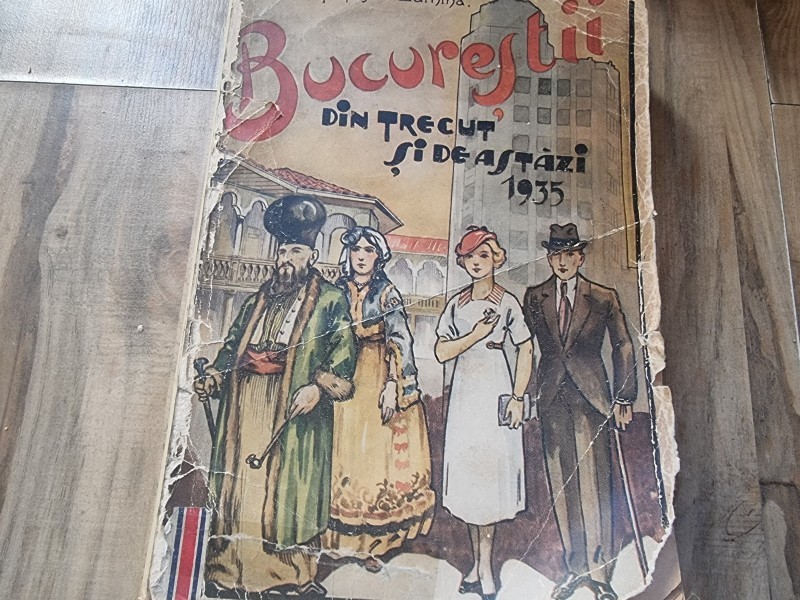 Bucureștii
DIN TRECUT
ȘI DE ASTĂZI
1935